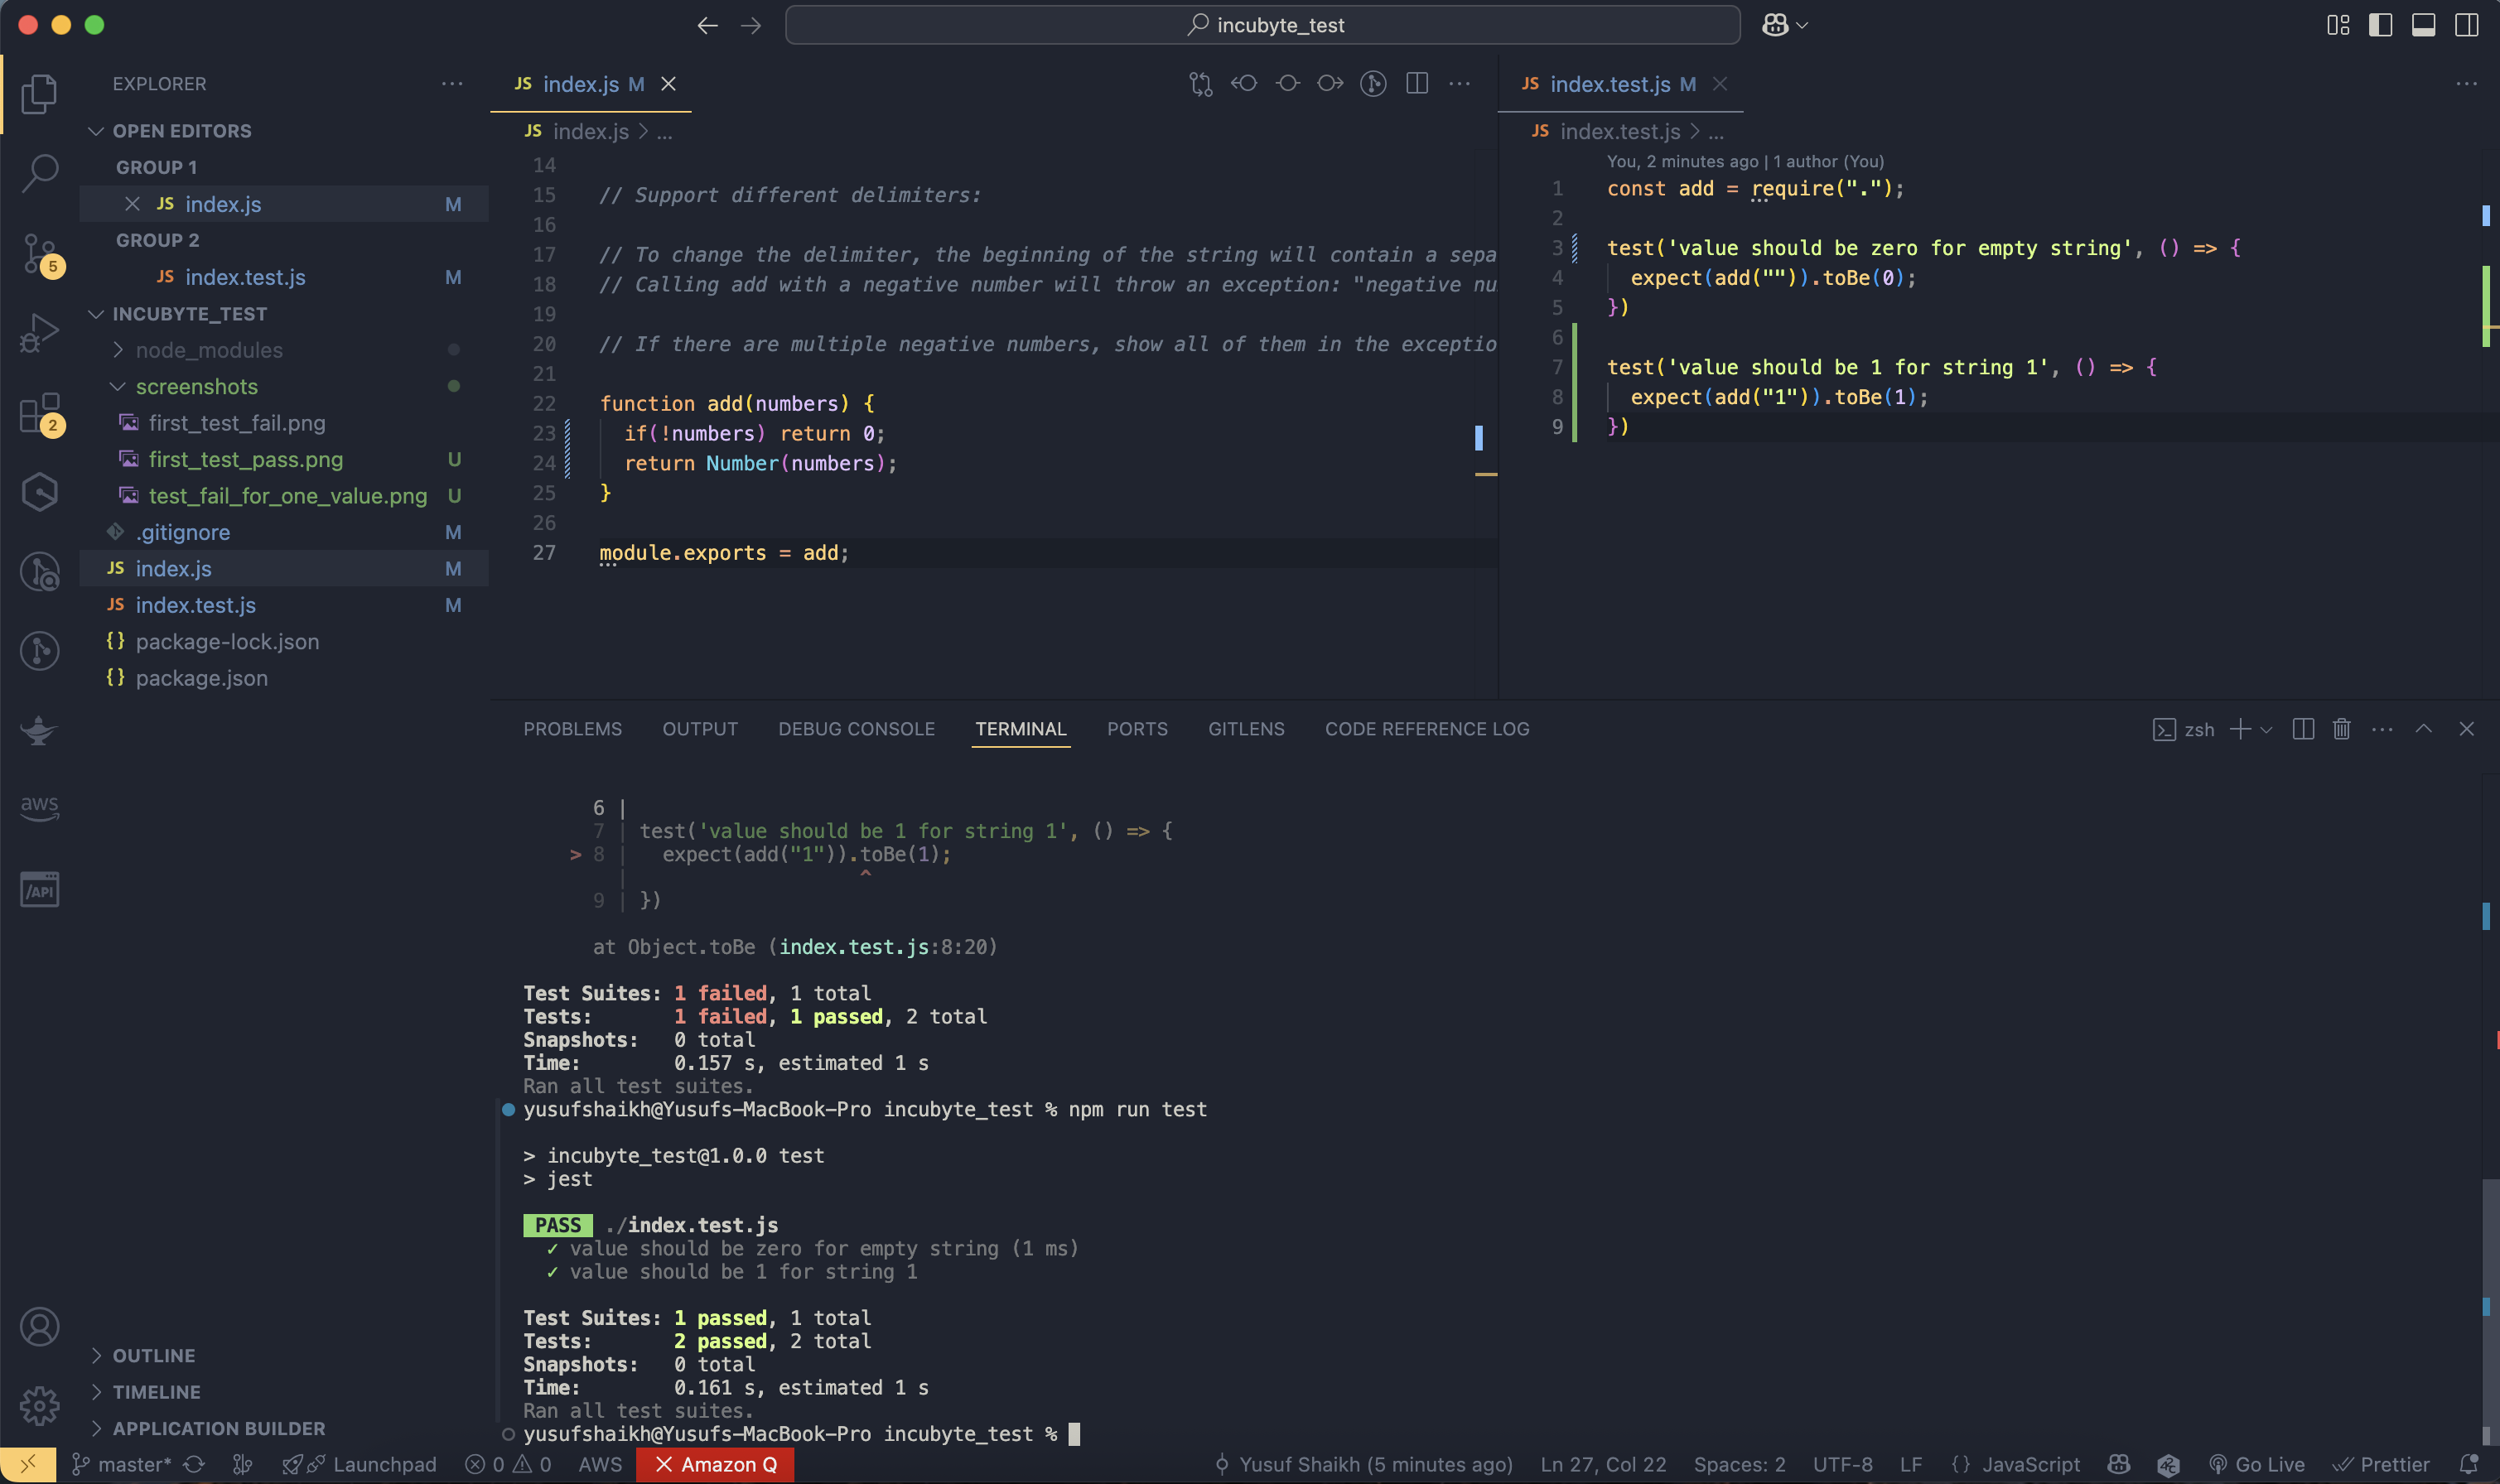 incubyte_test
EXPLORER
OPEN EDITORS
GROUP 1
JS index.js M
GROUP 2
JS index.test.js M
INCUBYTE_TEST
node_modules
screenshots
first_test_fail.png
first_test_pass.png U
test_fail_for_one_value.png U
.gitignore M
JS index.js M
JS index.test.js M
{} package-lock.json
{} package.json
OUTLINE
TIMELINE
APPLICATION BUILDER
5
2
aws
/API
JS index.js M
JS index.js > ...
14
15 // Support different delimiters:
16
17 // To change the delimiter, the beginning of the string will contain a sepa
18 // Calling add with a negative number will throw an exception: "negative nu
19
20 // If there are multiple negative numbers, show all of them in the exceptio
21
22 function add(numbers) {
23 if(!numbers) return 0;
24 return Number(numbers);
25 }
26
27 module.exports = add;
JS index.test.js M
JS index.test.js > ...
You, 2 minutes ago | 1 author (You)
1 const add = require(".");
2
3 test('value should be zero for empty string', () => {
4 expect(add("")).toBe(0);
5 })
6
7 test('value should be 1 for string 1', () => {
8 expect(add("1")).toBe(1);
9 })
PROBLEMS OUTPUT DEBUG CONSOLE TERMINAL PORTS GITLENS CODE REFERENCE LOG
zsh
6 |
7 | test('value should be 1 for string 1', () => {
> 8 | expect(add("1")).toBe(1);
| ^
9 | })
at Object.toBe (index.test.js:8:20)
Test Suites: 1 failed, 1 total
Tests: 1 failed, 1 passed, 2 total
Snapshots: 0 total
Time: 0.157 s, estimated 1 s
Ran all test suites.
yusufshaikh@Yusufs-MacBook-Pro incubyte_test % npm run test
> incubyte_test@1.0.0 test
> jest
PASS ./index.test.js
✓ value should be zero for empty string (1 ms)
✓ value should be 1 for string 1
Test Suites: 1 passed, 1 total
Tests: 2 passed, 2 total
Snapshots: 0 total
Time: 0.161 s, estimated 1 s
Ran all test suites.
yusufshaikh@Yusufs-MacBook-Pro incubyte_test %
master* Launchpad 0 0 AWS Amazon Q Yusuf Shaikh (5 minutes ago) Ln 27, Col 22 Spaces: 2 UTF-8 LF {} JavaScript Go Live Prettier